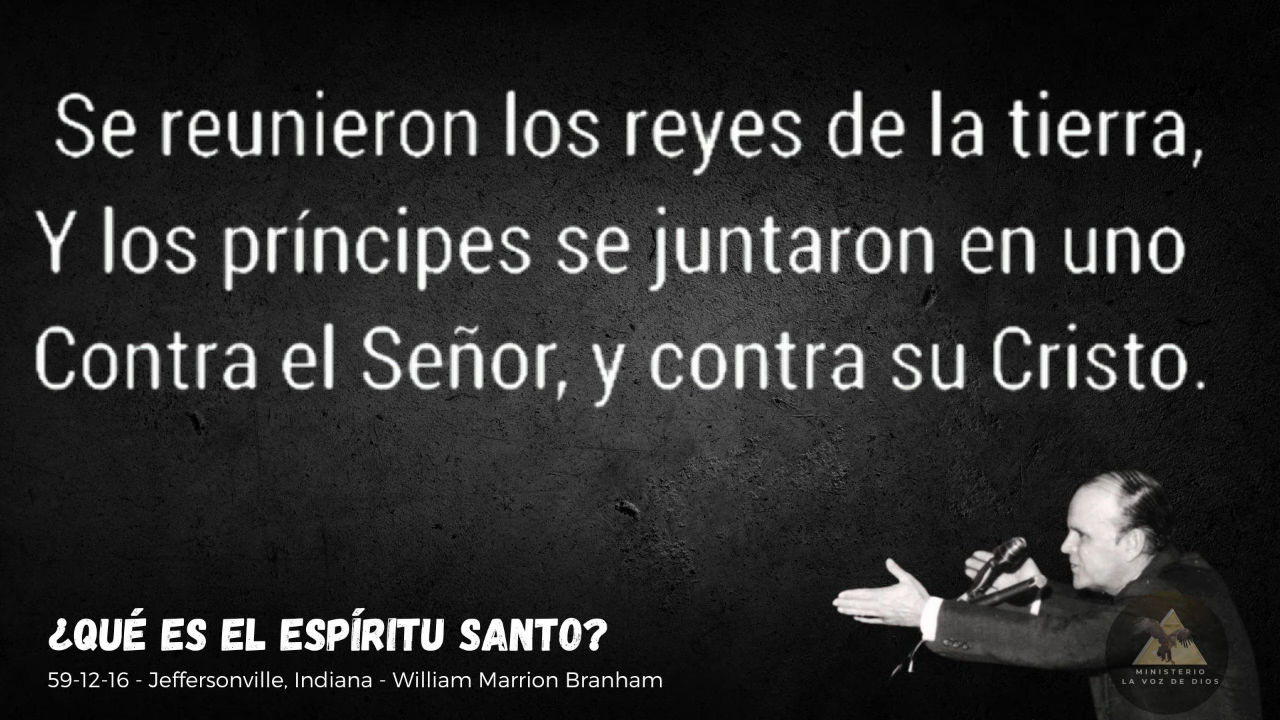 Se reunieron los reyes de la tierra,
Y los príncipes se juntaron en uno
Contra el Señor, y contra su Cristo.
¿QUÉ ES EL ESPÍRITU SANTO?
59-12-16 - Jeffersonville, Indiana - William Marrion Branham
MINISTERIO
LA VOZ DE DIOS